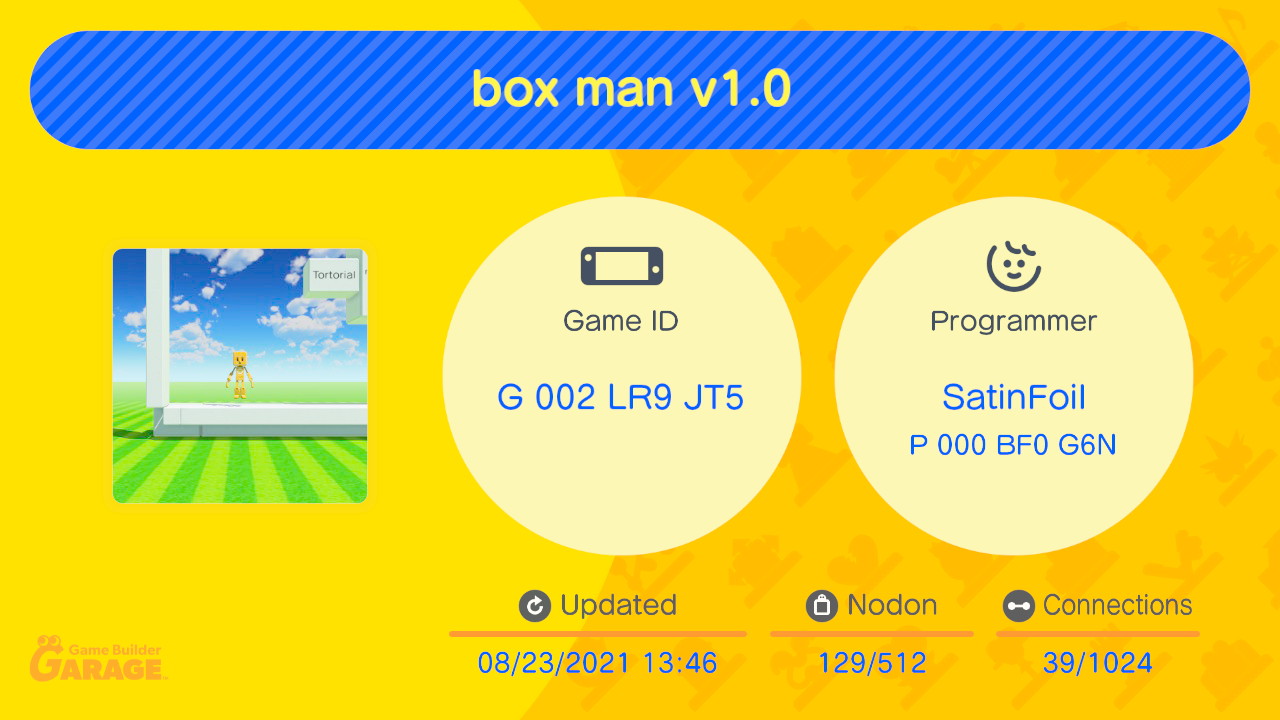 box man v1.0
Tortorial
Game ID
G 002 LR9 JT5
Programmer
SatinFoil
P 000 BF0 G6N
Updated
08/23/2021 13:46
Nodon
129/512
Connections
39/1024
Game Builder
GARAGE